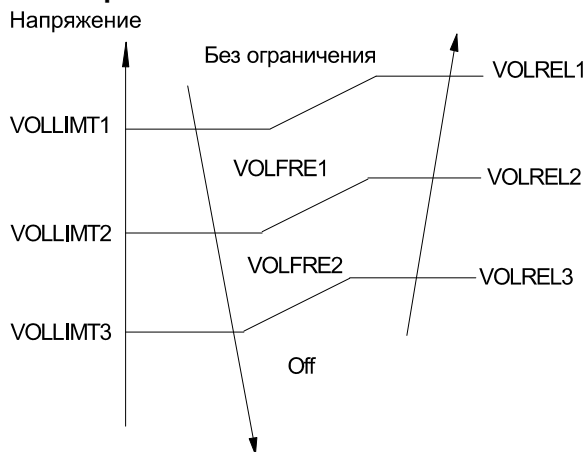 Напряжение
Без ограничения
VOLREL1
VOLLIMT1
VOLFRE1
VOLREL2
VOLLIMT2
VOLFRE2
VOLREL3
VOLLIMT3
Off